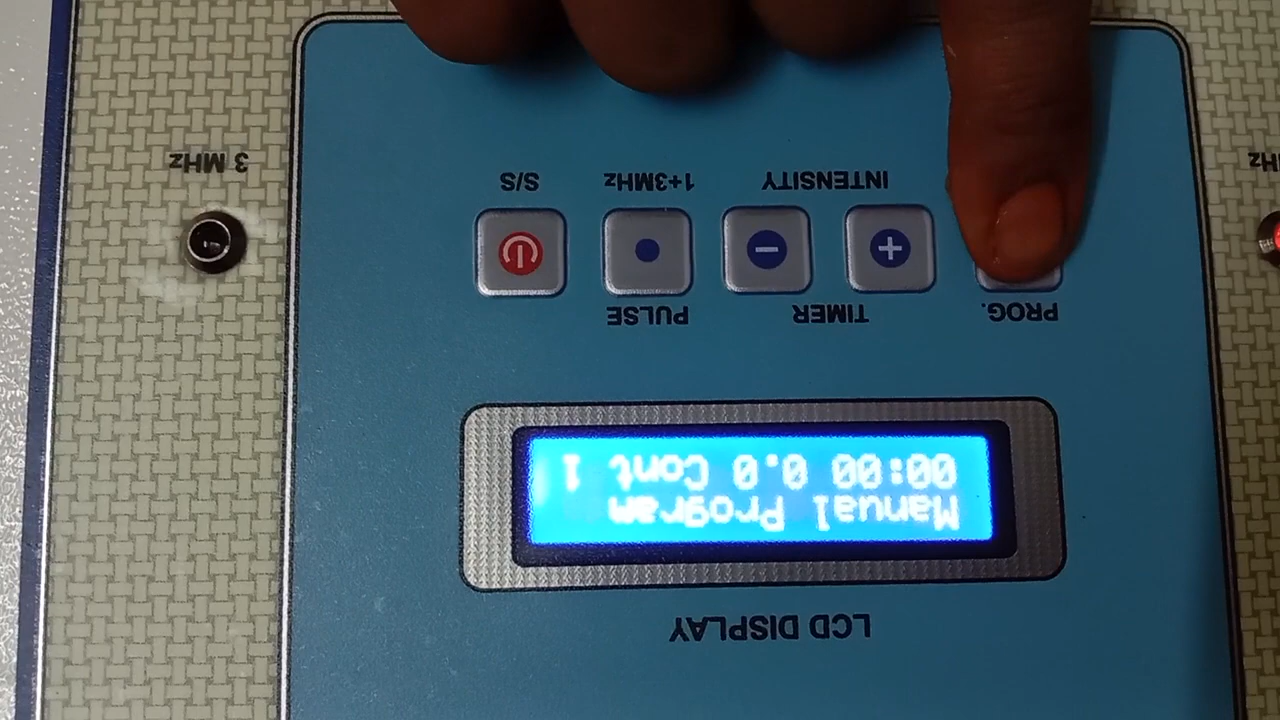 LCD DISPLAY
Manual Program
00:00 0.0 Cont 1
PROG.
TIMER
PULSE
INTENSITY
1+3MHz
S/S
3 MHz